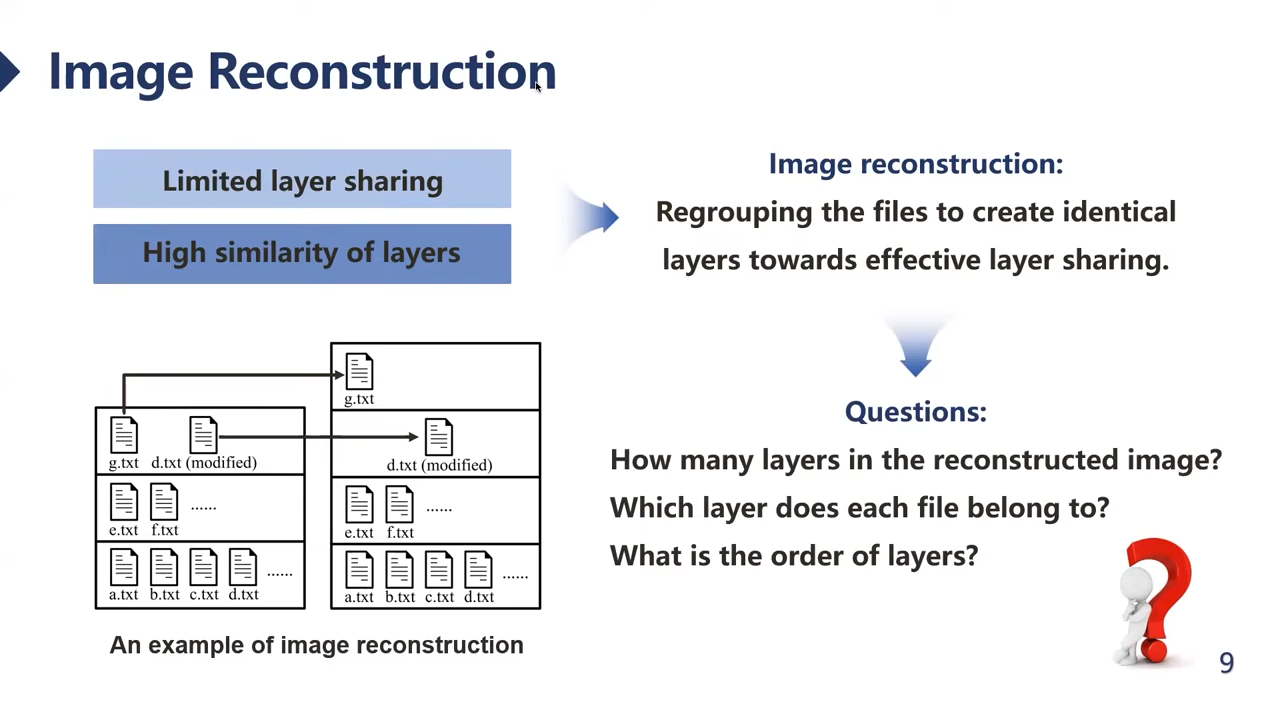 Image Reconstruction
Limited layer sharing
High similarity of layers
Image reconstruction:
Regrouping the files to create identical
layers towards effective layer sharing.
Questions:
How many layers in the reconstructed image?
Which layer does each file belong to?
What is the order of layers?
g.txt d.txt (modified)
e.txt f.txt ......
a.txt b.txt c.txt d.txt ......
g.txt
d.txt (modified)
e.txt f.txt ......
a.txt b.txt c.txt d.txt ......
An example of image reconstruction
9